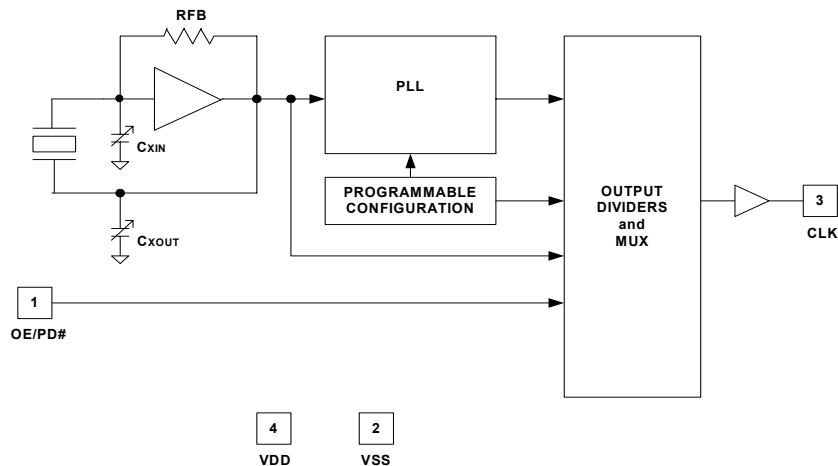 RFB
PLL
CXIN
CXOUT
PROGRAMMABLE
CONFIGURATION
OUTPUT
DIVIDERS
and
MUX
3
CLK
1
OE/PD#
4
VDD
2
VSS